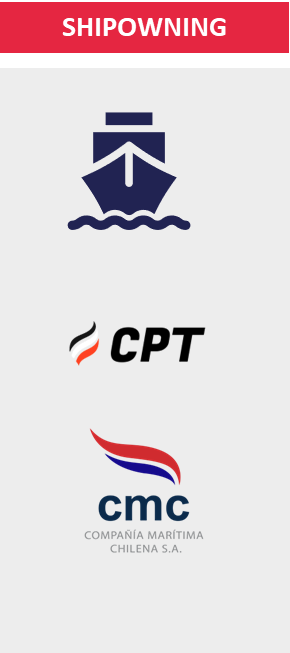 SHIPOWNING
CPT
cmc
COMPAÑÍA MARÍTIMA
CHILENA S.A.